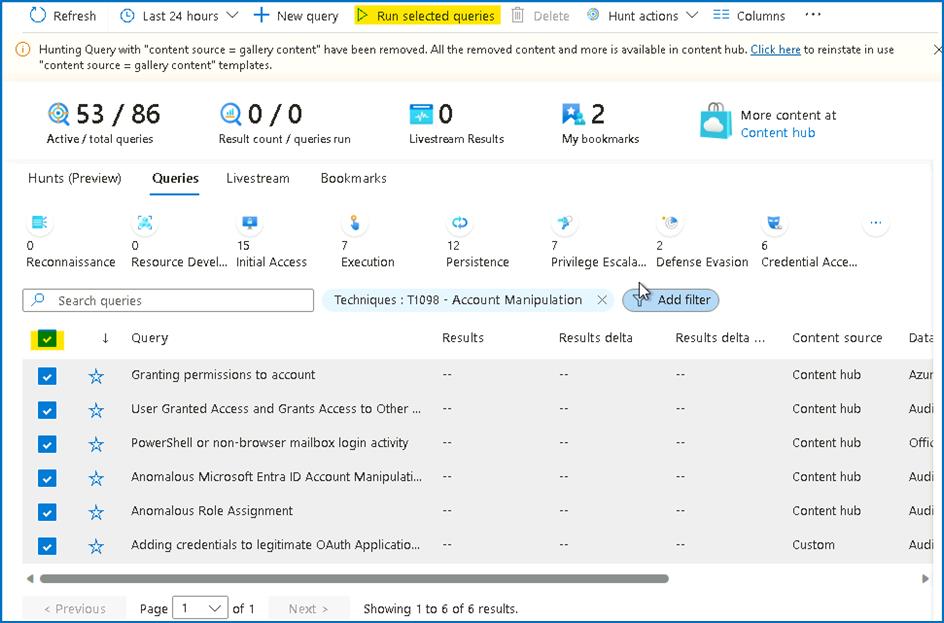 Refresh Last 24 hours New query Run selected queries Delete Hunt actions Columns ...
Hunting Query with "content source = gallery content" have been removed. All the removed content and more is available in content hub. Click here to reinstate in use
"content source = gallery content" templates.
53 / 86 0 / 0 0 2 More content at
Active / total queries Result count / queries run Livestream Results My bookmarks Content hub
Hunts (Preview) Queries Livestream Bookmarks
0 0 15 7 12 7 2 6 ...
Reconnaissance Resource Devel... Initial Access Execution Persistence Privilege Escala... Defense Evasion Credential Acce...
Search queries Techniques : T1098 - Account Manipulation Add filter
Query Results Results delta Results delta ... Content source Data
Granting permissions to account -- -- -- Content hub Azur
User Granted Access and Grants Access to Other ... -- -- -- Content hub Audi
PowerShell or non-browser mailbox login activity -- -- -- Content hub Offic
Anomalous Microsoft Entra ID Account Manipulati... -- -- -- Content hub Audi
Anomalous Role Assignment -- -- -- Content hub Audi
Adding credentials to legitimate OAuth Applicatio... -- -- -- Custom Audi
< Previous Page 1 of 1 Next > Showing 1 to 6 of 6 results.